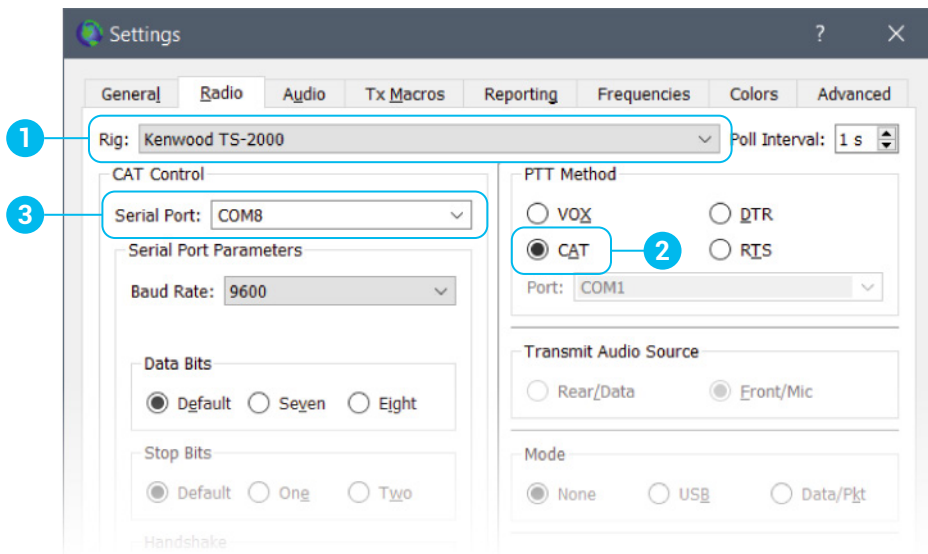 Settings ? ×
General Radio Audio Tx Macros Reporting Frequencies Colors Advanced
1 Rig: Kenwood TS-2000 Poll Interval: 1 s
CAT Control
3 Serial Port: COM8
Serial Port Parameters
Baud Rate: 9600
Data Bits
Default Seven Eight
Stop Bits
Default One Two
Handshake
PTT Method
VOX DTR
CAT 2 RTS
Port: COM1
Transmit Audio Source
Rear/Data Front/Mic
Mode
None USB Data/Pkt